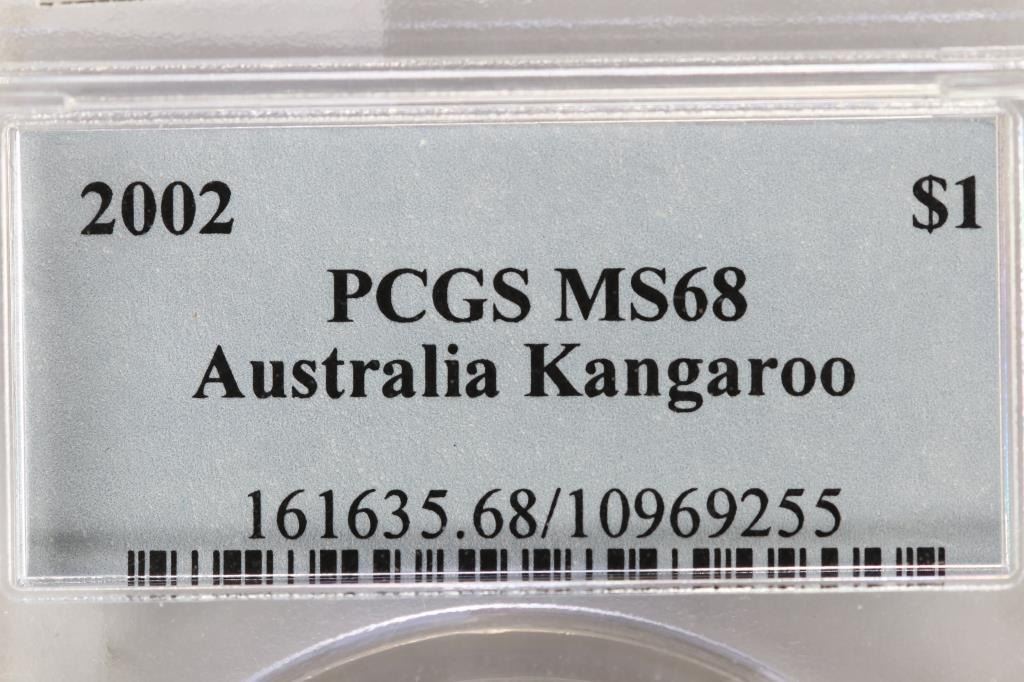 2002 $1
PCGS MS68
Australia Kangaroo
161635.68/10969255